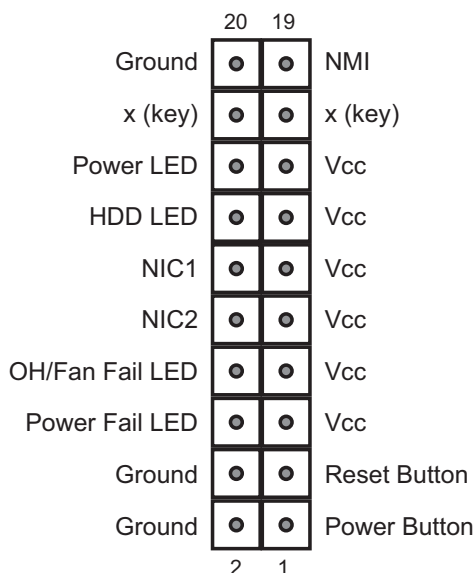 20 19
Ground NMI
x (key) x (key)
Power LED Vcc
HDD LED Vcc
NIC1 Vcc
NIC2 Vcc
OH/Fan Fail LED Vcc
Power Fail LED Vcc
Ground Reset Button
Ground Power Button
2 1